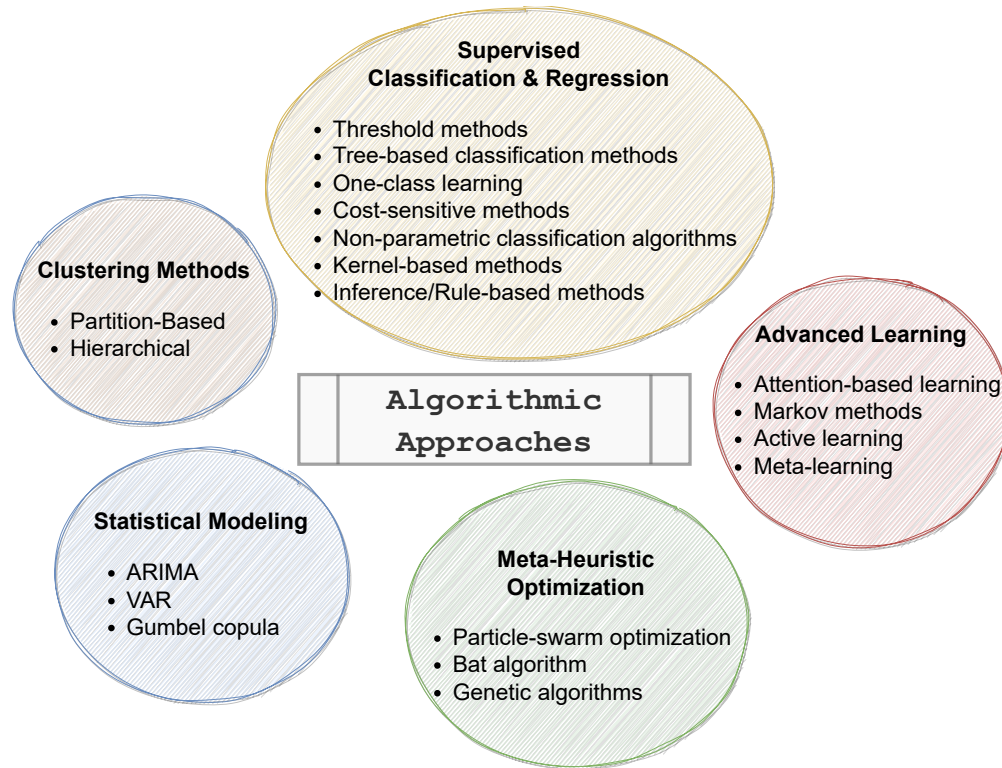 Supervised
Classification & Regression
• Threshold methods
• Tree-based classification methods
• One-class learning
• Cost-sensitive methods
• Non-parametric classification algorithms
• Kernel-based methods
• Inference/Rule-based methods
Clustering Methods
• Partition-Based
• Hierarchical
Advanced Learning
• Attention-based learning
• Markov methods
• Active learning
• Meta-learning
Algorithmic
Approaches
Statistical Modeling
• ARIMA
• VAR
• Gumbel copula
Meta-Heuristic
Optimization
• Particle-swarm optimization
• Bat algorithm
• Genetic algorithms